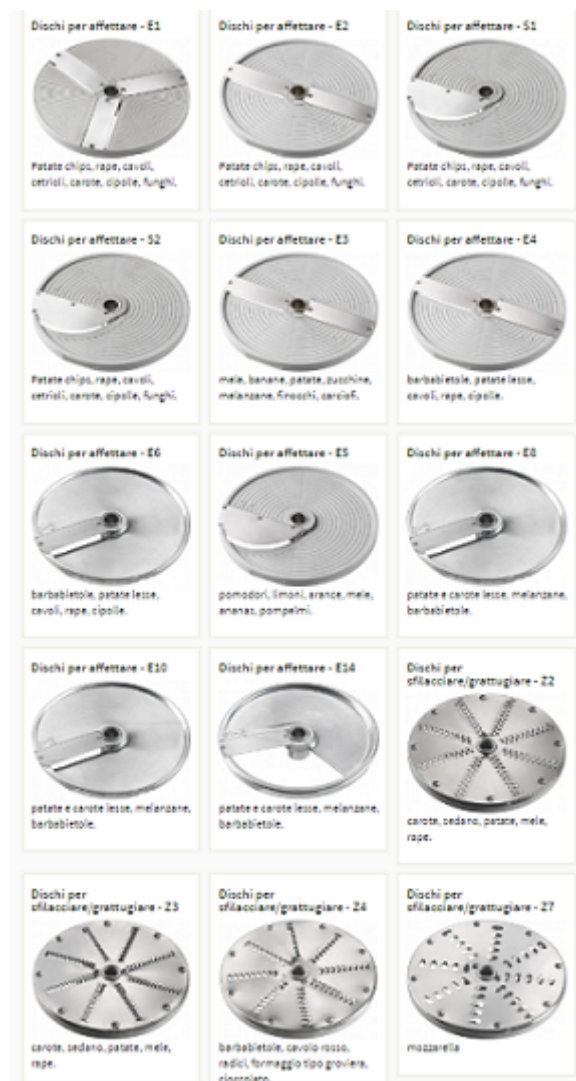 Dischi per affettare - E1
Patate chips, rape, cavoli,
cetrioli, carote, cipolle, funghi.
Dischi per affettare - E2
Patate chips, rape, cavoli,
cetrioli, carote, cipolle, funghi.
Dischi per affettare - S1
Patate chips, rape, cavoli,
cetrioli, carote, cipolle, funghi.
Dischi per affettare - S2
Patate chips, rape, cavoli,
cetrioli, carote, cipolle, funghi.
Dischi per affettare - E3
mele, banane, patate, zucchine,
melanzane, finocchi, carciofi.
Dischi per affettare - E4
barbabietole, patate lesse,
cavoli, rape, cipolle.
Dischi per affettare - E6
barbabietole, patate lesse,
cavoli, rape, cipolle.
Dischi per affettare - E5
pomodori, limoni, arance, mele,
ananas, pompelmi.
Dischi per affettare - E8
patate e carote lesse, melanzane,
barbabietole.
Dischi per affettare - E10
patate e carote lesse, melanzane,
barbabietole.
Dischi per affettare - E14
patate e carote lesse, melanzane,
barbabietole.
Dischi per
sfilacciare/grattugiare - Z2
carote, sedano, patate, mele,
rape.
Dischi per
sfilacciare/grattugiare - Z3
carote, sedano, patate, mele,
rape.
Dischi per
sfilacciare/grattugiare - Z4
barbabietole, cavolo rosso,
radici, formaggio tipo groviera,
cioccolato.
Dischi per
sfilacciare/grattugiare - Z7
mozzarella